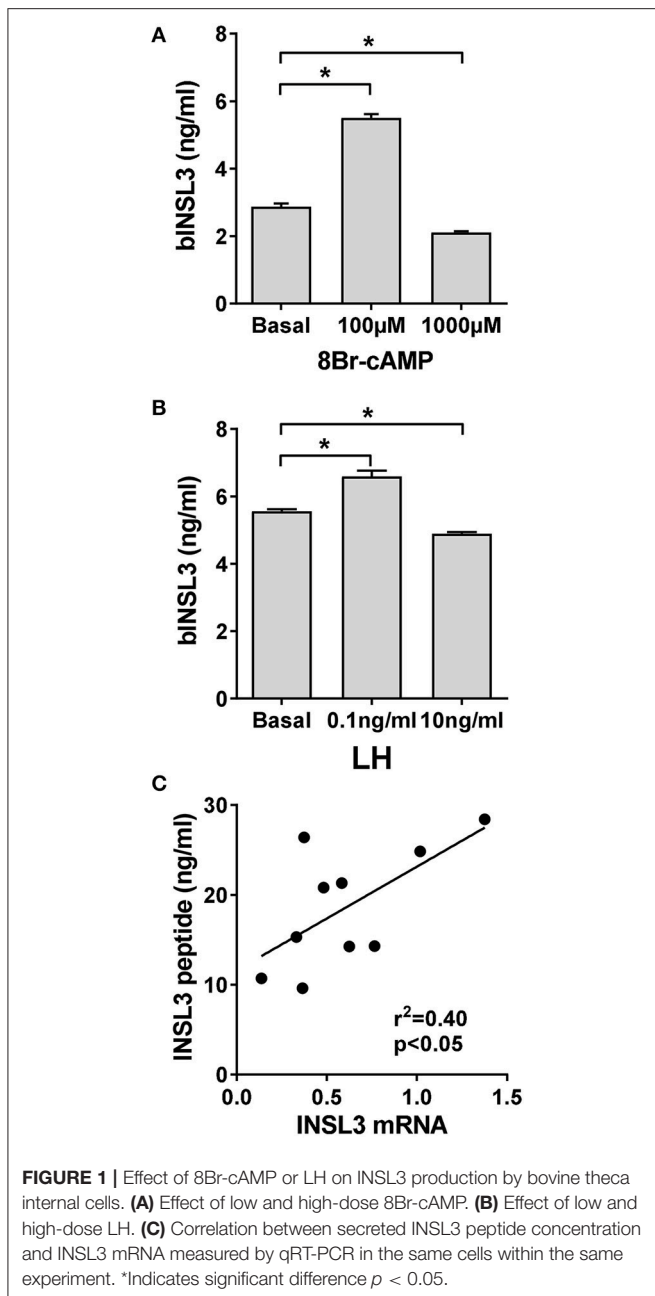 A
*
*
8
6
4
2
0
bINSL3 (ng/ml)
Basal 100µM 1000µM
8Br-cAMP
B
*
*
8
6
4
2
0
bINSL3 (ng/ml)
Basal 0.1ng/ml 10ng/ml
LH
C
30
20
10
0
INSL3 peptide (ng/ml)
r²=0.40
p<0.05
0.0 0.5 1.0 1.5
INSL3 mRNA
FIGURE 1 | Effect of 8Br-cAMP or LH on INSL3 production by bovine theca
internal cells. (A) Effect of low and high-dose 8Br-cAMP. (B) Effect of low and
high-dose LH. (C) Correlation between secreted INSL3 peptide concentration
and INSL3 mRNA measured by qRT-PCR in the same cells within the same
experiment. *Indicates significant difference p < 0.05.